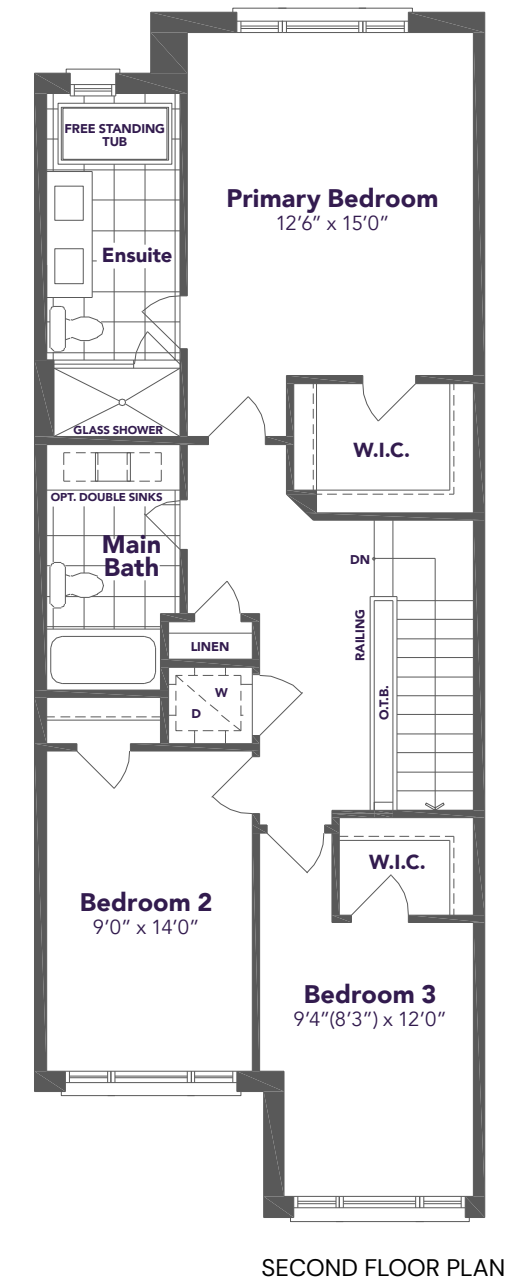 FREE STANDING
TUB
Primary Bedroom
12’6” x 15’0”
Ensuite
GLASS SHOWER
W.I.C.
OPT. DOUBLE SINKS
Main
Bath
DN
RAILING
LINEN
W
D
O.T.B.
W.I.C.
Bedroom 2
9’0” x 14’0”
Bedroom 3
9’4”(8’3”) x 12’0”
SECOND FLOOR PLAN